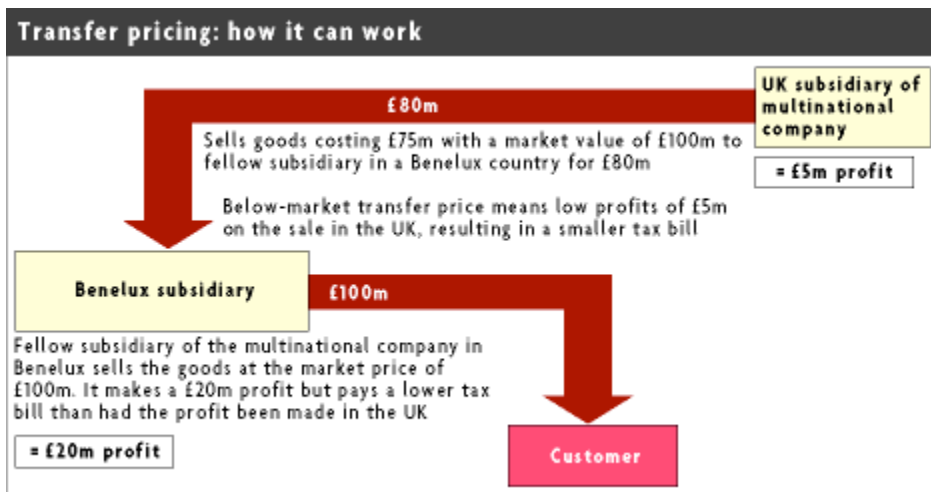 Transfer pricing: how it can work
UK subsidiary of
multinational
company
= £5m profit
£80m
Sells goods costing £75m with a market value of £100m to
fellow subsidiary in a Benelux country for £80m
Below-market transfer price means low profits of £5m
on the sale in the UK, resulting in a smaller tax bill
Benelux subsidiary
£100m
Fellow subsidiary of the multinational company in
Benelux sells the goods at the market price of
£100m. It makes a £20m profit but pays a lower tax
bill than had the profit been made in the UK
= £20m profit
Customer